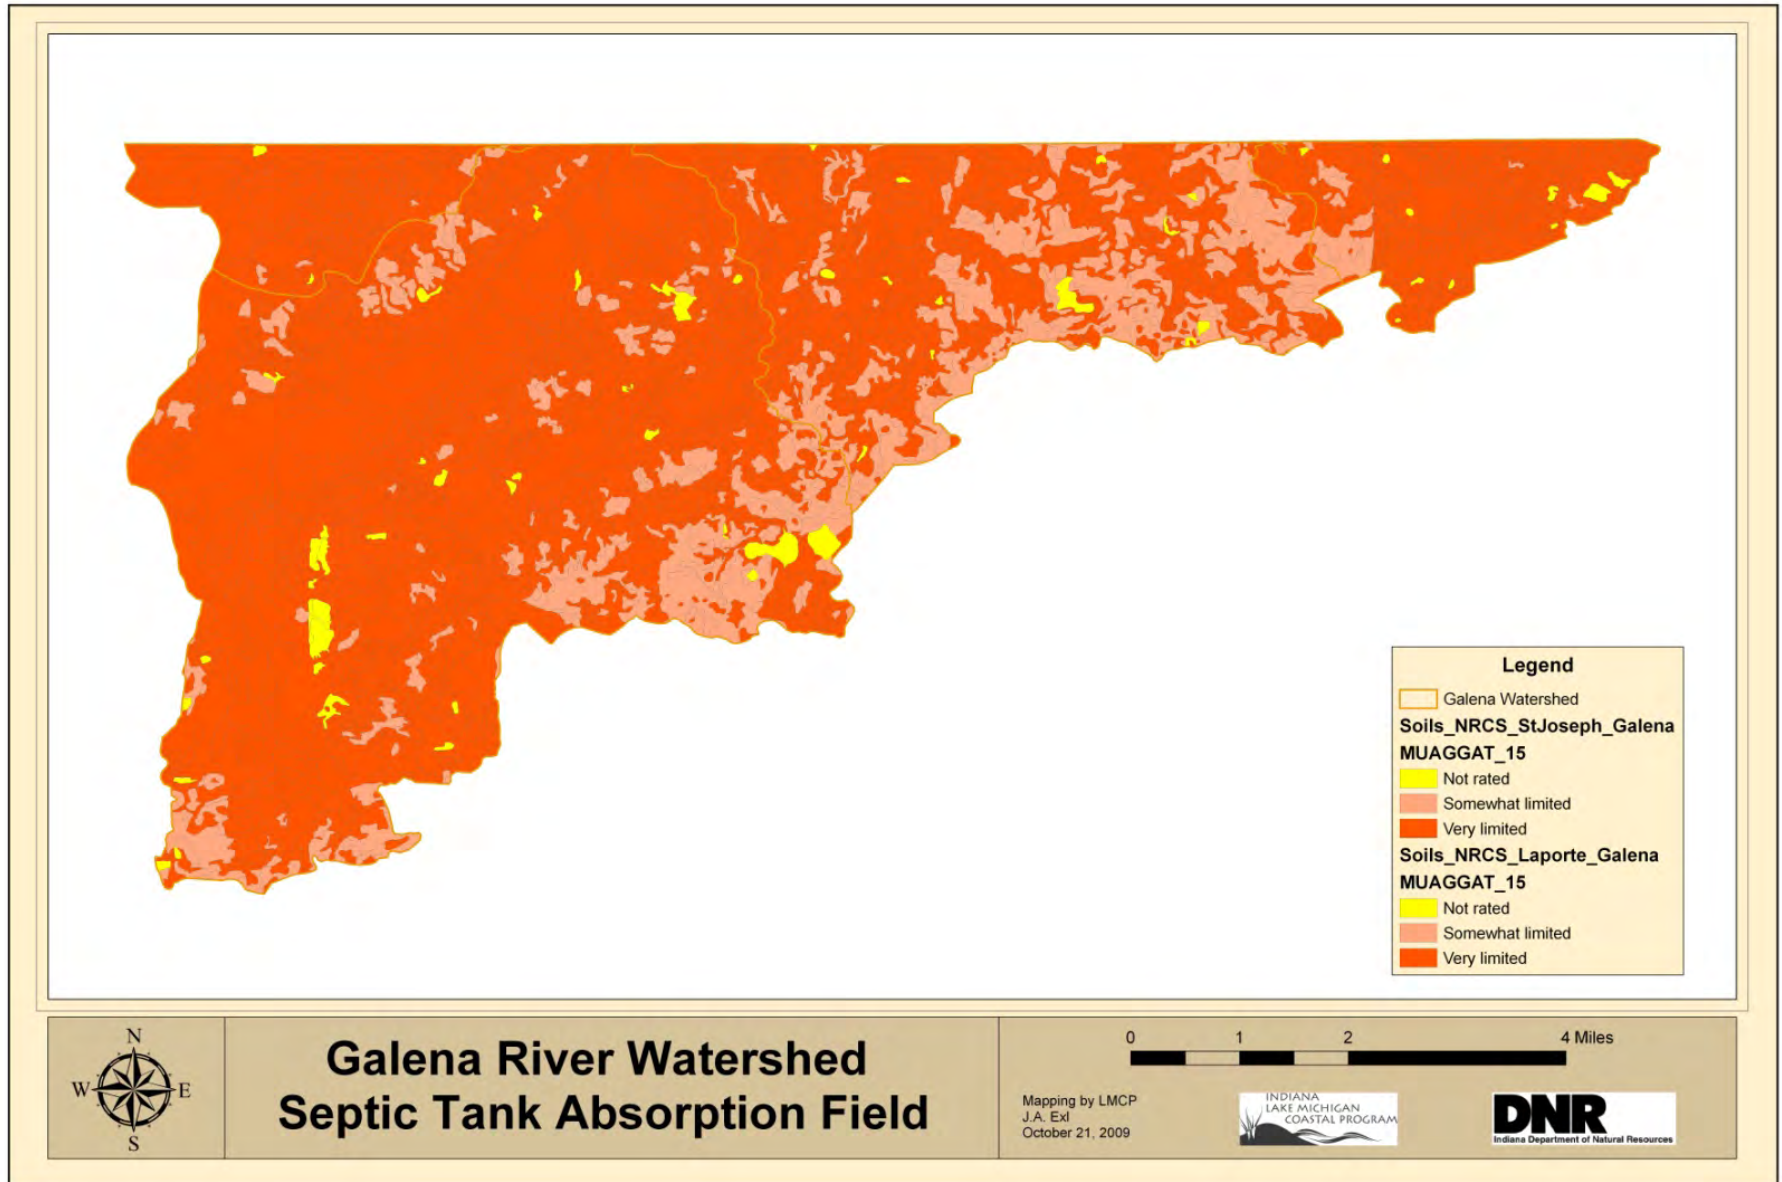 Legend
Galena Watershed
Soils_NRCS_StJoseph_Galena
MUAGGAT_15
Not rated
Somewhat limited
Very limited
Soils_NRCS_Laporte_Galena
MUAGGAT_15
Not rated
Somewhat limited
Very limited
N
W
E
S
Galena River Watershed
Septic Tank Absorption Field
0 1 2 4 Miles
Mapping by LMCP
J.A. Exl
October 21, 2009
INDIANA
LAKE MICHIGAN
COASTAL PROGRAM
DNR
Indiana Department of Natural Resources